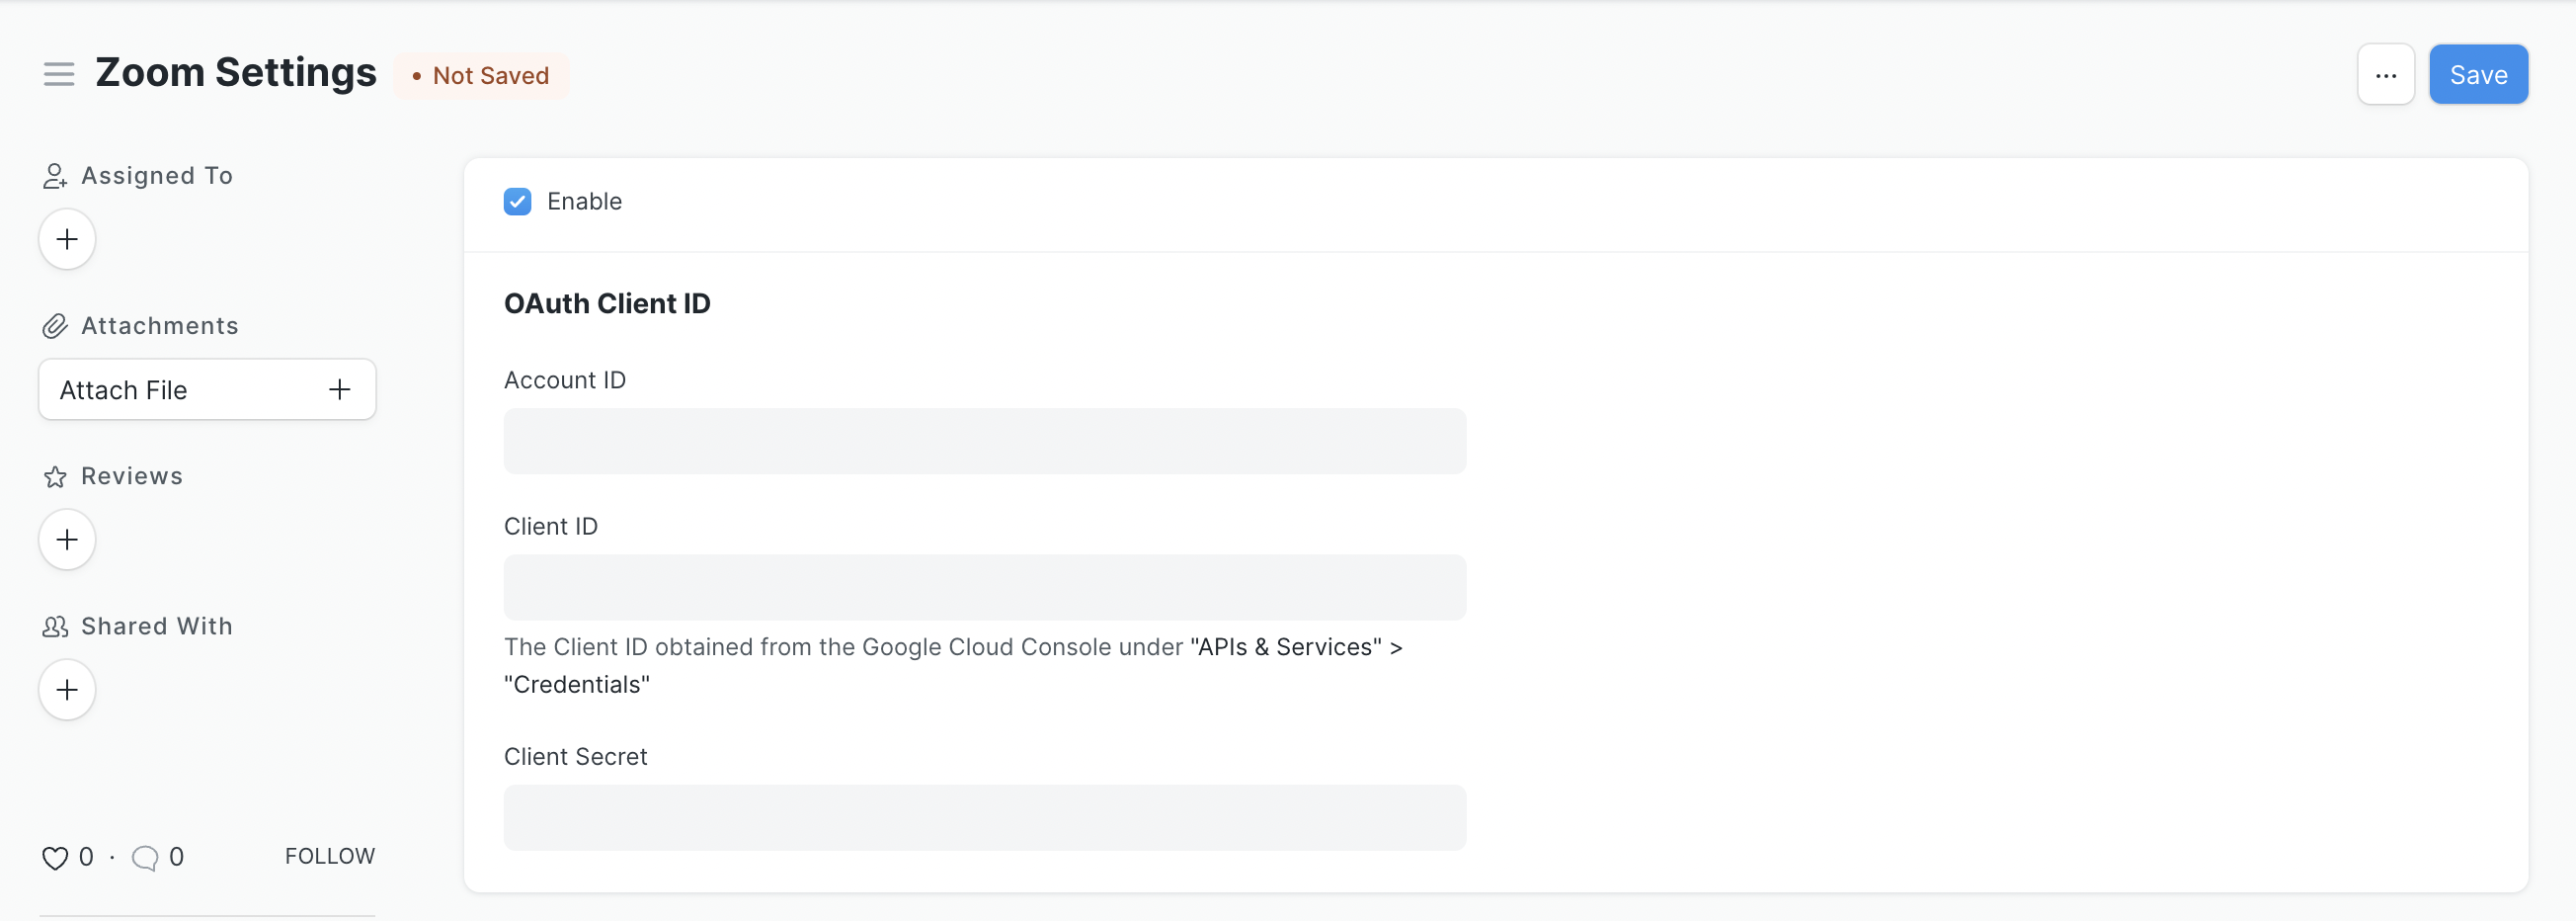 Zoom Settings
• Not Saved
... Save
Assigned To
Attachments
Attach File
Reviews
Shared With
0 · 0 FOLLOW
Enable
OAuth Client ID
Account ID
Client ID
The Client ID obtained from the Google Cloud Console under "APIs & Services" >
"Credentials"
Client Secret